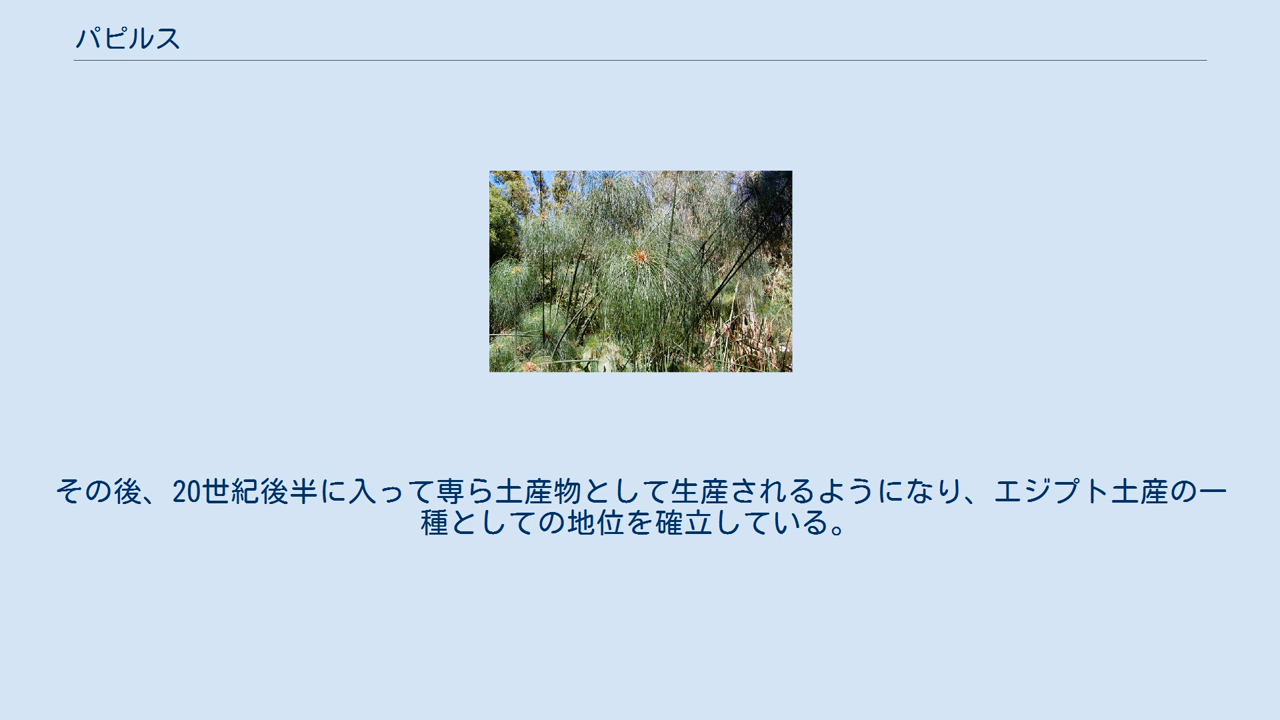 パピルス
その後、20世紀後半に入って専ら土産物として生産されるようになり、エジプト土産の一
種としての地位を確立している。